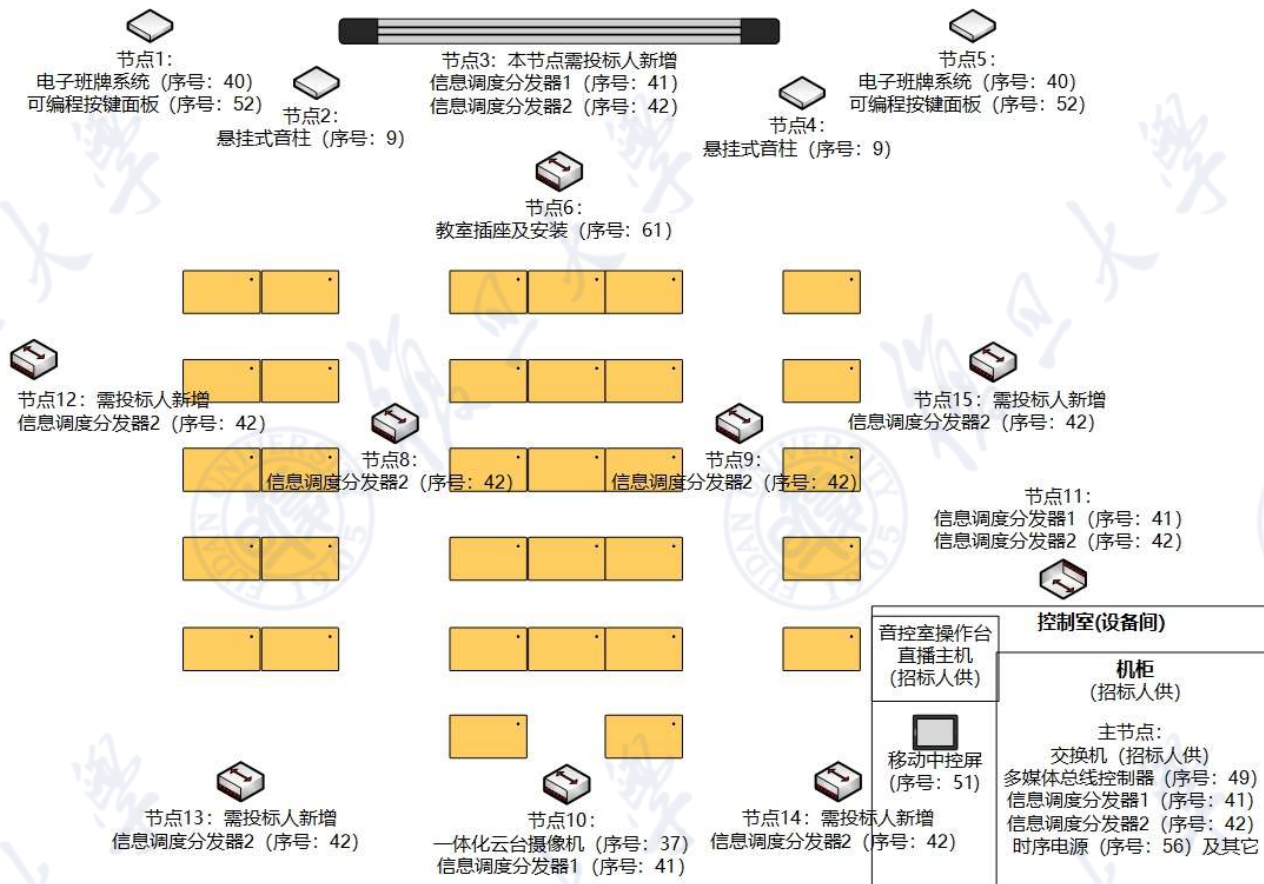 节点1：
电子班牌系统（序号：40）
可编程按键面板（序号：52）
节点2：
悬挂式音柱（序号：9）
节点3：本节点需投标人新增
信息调度分发器1（序号：41）
信息调度分发器2（序号：42）
节点4：
悬挂式音柱（序号：9）
节点5：
电子班牌系统（序号：40）
可编程按键面板（序号：52）
节点6：
教室插座及安装（序号：61）
节点12：需投标人新增
信息调度分发器2（序号：42）
节点8：
信息调度分发器2（序号：42）
节点9：
信息调度分发器2（序号：42）
节点15：需投标人新增
信息调度分发器2（序号：42）
节点11：
信息调度分发器1（序号：41）
信息调度分发器2（序号：42）
控制室(设备间)
音控室操作台
直播主机
(招标人供)
移动中控屏
(序号：51)
机柜
(招标人供)
主节点：
交换机（招标人供）
多媒体总线控制器（序号：49）
信息调度分发器1（序号：41）
信息调度分发器2（序号：42）
时序电源（序号：56）及其它
节点13：需投标人新增
信息调度分发器2（序号：42）
节点10：
一体化云台摄像机（序号：37）
信息调度分发器1（序号：41）
节点14：需投标人新增
信息调度分发器2（序号：42）
FUDAN UNIVERSITY
1905
FUDAN UNIVERSITY
1905